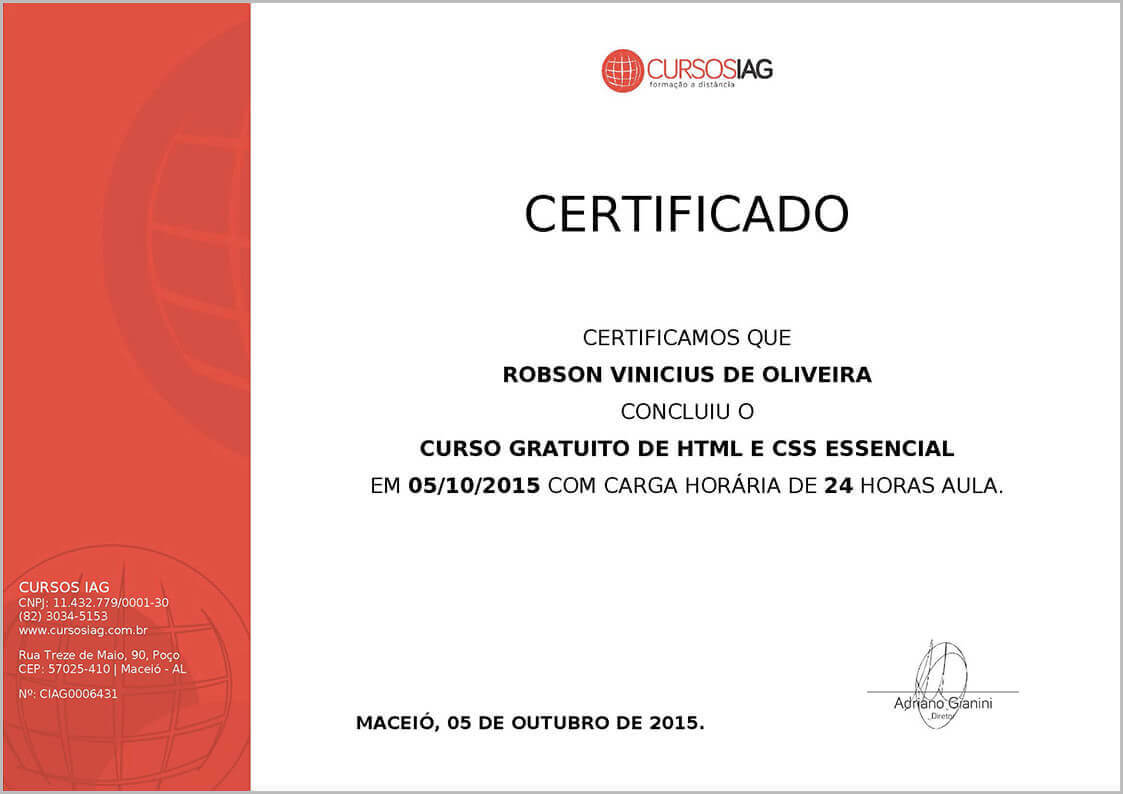 CURSOSIAG
formação a distância
CERTIFICADO
CERTIFICAMOS QUE
ROBSON VINICIUS DE OLIVEIRA
CONCLUIU O
CURSO GRATUITO DE HTML E CSS ESSENCIAL
EM 05/10/2015 COM CARGA HORÁRIA DE 24 HORAS AULA.
CURSOS IAG
CNPJ: 11.432.779/0001-30
(82) 3034-5153
www.cursosiag.com.br
Rua Treze de Maio, 90, Poço
CEP: 57025-410 | Maceió - AL
Nº: CIAG0006431
MACEIÓ, 05 DE OUTUBRO DE 2015.
Adriano Gianini
Diretor